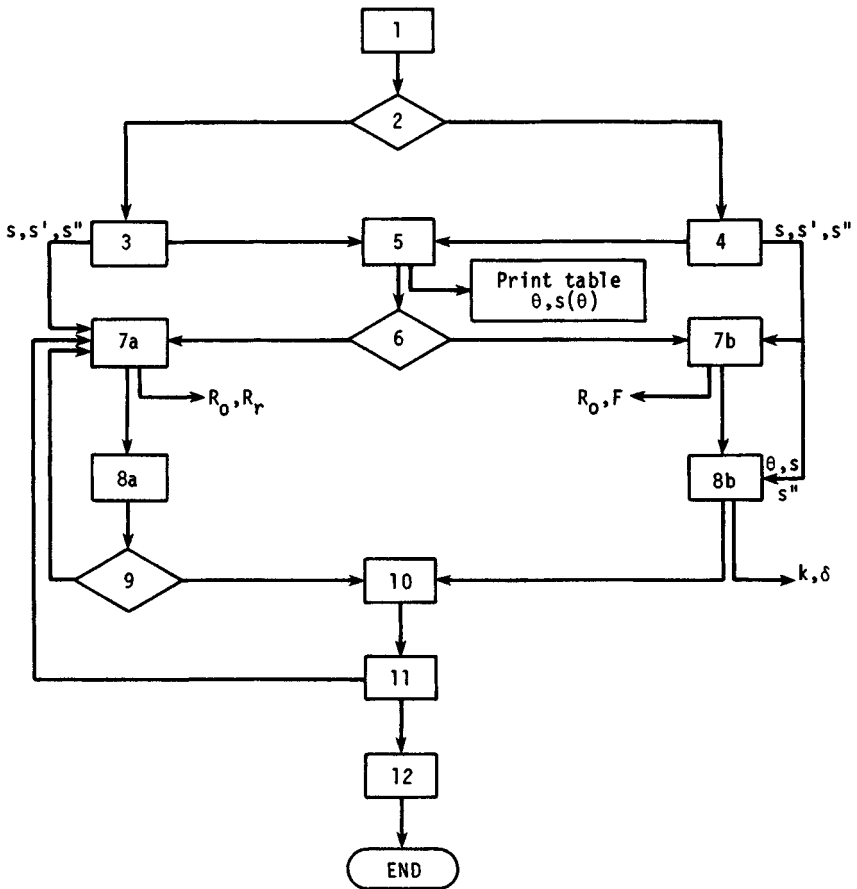 1
2
s,s',s"
3
5
4
s,s',s"
Print table
θ,s(θ)
7a
6
7b
R₀,Rᵣ
R₀,F
8a
8b
θ,s
s"
9
10
k,δ
11
12
END